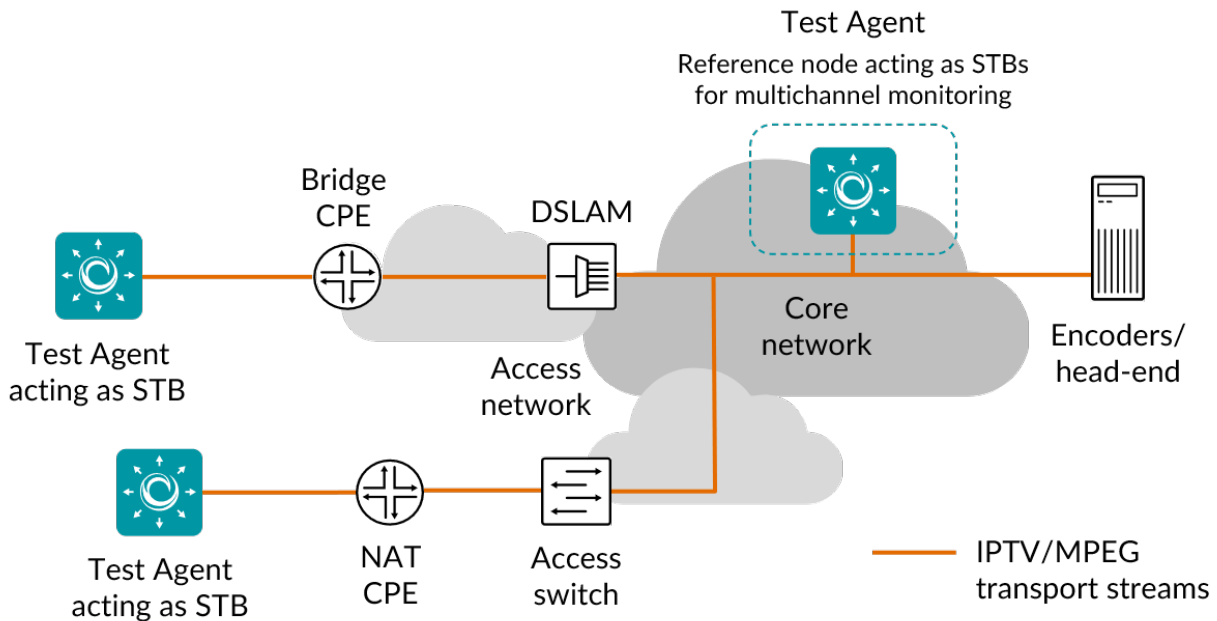 Test Agent
Reference node acting as STBs
for multichannel monitoring
Bridge
CPE
DSLAM
Test Agent
acting as STB
Core
network
Encoders/
head-end
Access
network
Test Agent
acting as STB
NAT
CPE
Access
switch
IPTV/MPEG
transport streams